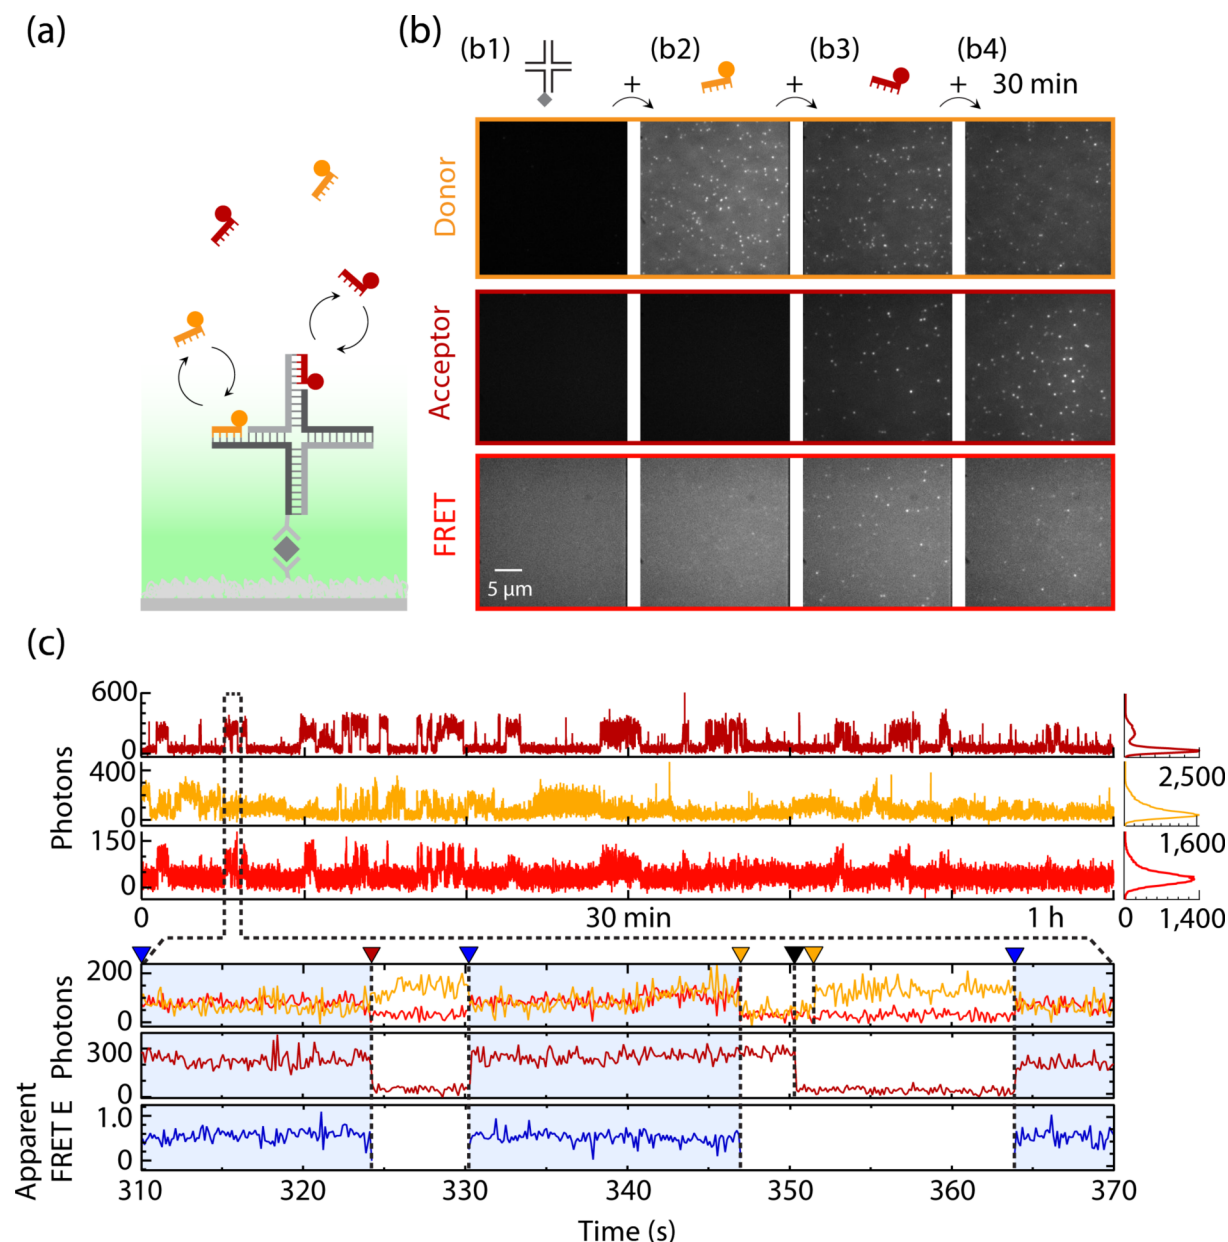 (a)
(b)
(b1)
+
(b2)
+
(b3)
+
(b4)
30 min
Donor
Acceptor
FRET
5 μm
(c)
Photons
600
0
400
0
2,500
150
0
1,600
0
30 min
1 h
0
1,400
Photons
200
0
300
0
Apparent
FRET E
1.0
0
310
320
330
340
350
360
370
Time (s)